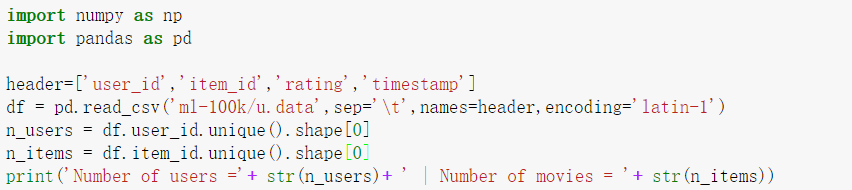 import numpy as np
import pandas as pd
header=['user_id','item_id','rating','timestamp']
df = pd.read_csv('ml-100k/u.data',sep='\t',names=header,encoding='latin-1')
n_users = df.user_id.unique().shape[0]
n_items = df.item_id.unique().shape[0]
print('Number of users ='+ str(n_users)+ ' | Number of movies = '+ str(n_items))